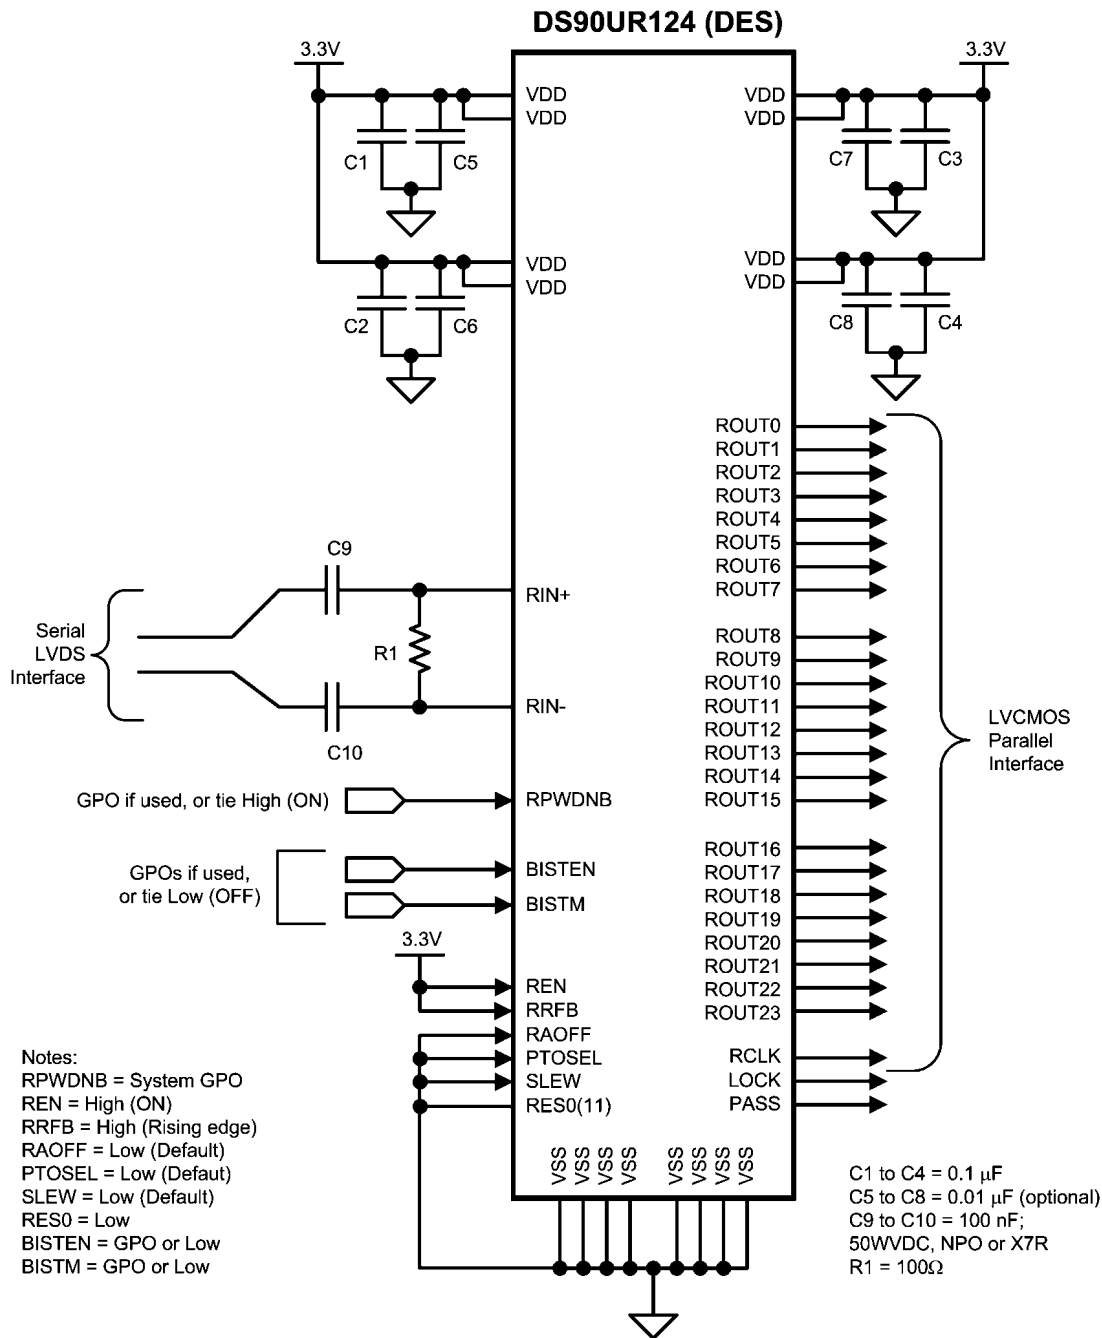 DS90UR124 (DES)
3.3V
3.3V
VDD
VDD
C1
C5
VDD
VDD
C7
C3
VDD
VDD
C2
C6
VDD
VDD
C8
C4
ROUT0
ROUT1
ROUT2
ROUT3
ROUT4
ROUT5
ROUT6
ROUT7
ROUT8
ROUT9
ROUT10
ROUT11
ROUT12
ROUT13
ROUT14
ROUT15
ROUT16
ROUT17
ROUT18
ROUT19
ROUT20
ROUT21
ROUT22
ROUT23
RCLK
LOCK
PASS
LVCMOS
Parallel
Interface
Serial
LVDS
Interface
C9
R1
C10
RIN+
RIN-
GPO if used, or tie High (ON)
RPWDNB
GPOs if used,
or tie Low (OFF)
BISTEN
BISTM
3.3V
REN
RRFB
RAOFF
PTOSEL
SLEW
RES0(11)
VSS
VSS
VSS
VSS
VSS
VSS
VSS
VSS
Notes:
RPWDNB = System GPO
REN = High (ON)
RRFB = High (Rising edge)
RAOFF = Low (Default)
PTOSEL = Low (Defaut)
SLEW = Low (Default)
RES0 = Low
BISTEN = GPO or Low
BISTM = GPO or Low
C1 to C4 = 0.1 μF
C5 to C8 = 0.01 μF (optional)
C9 to C10 = 100 nF;
50WVDC, NPO or X7R
R1 = 100Ω